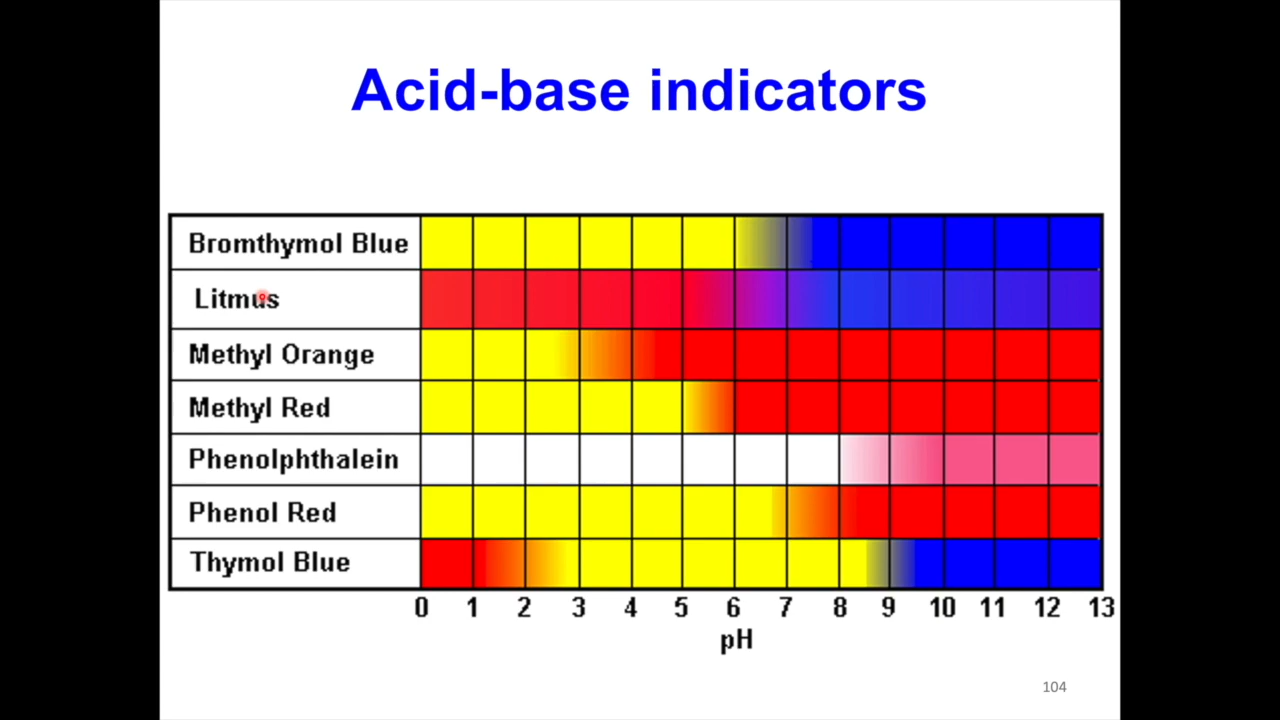 Acid-base indicators
Bromthymol Blue
Litmus
Methyl Orange
Methyl Red
Phenolphthalein
Phenol Red
Thymol Blue
0 1 2 3 4 5 6 7 8 9 10 11 12 13
pH
104